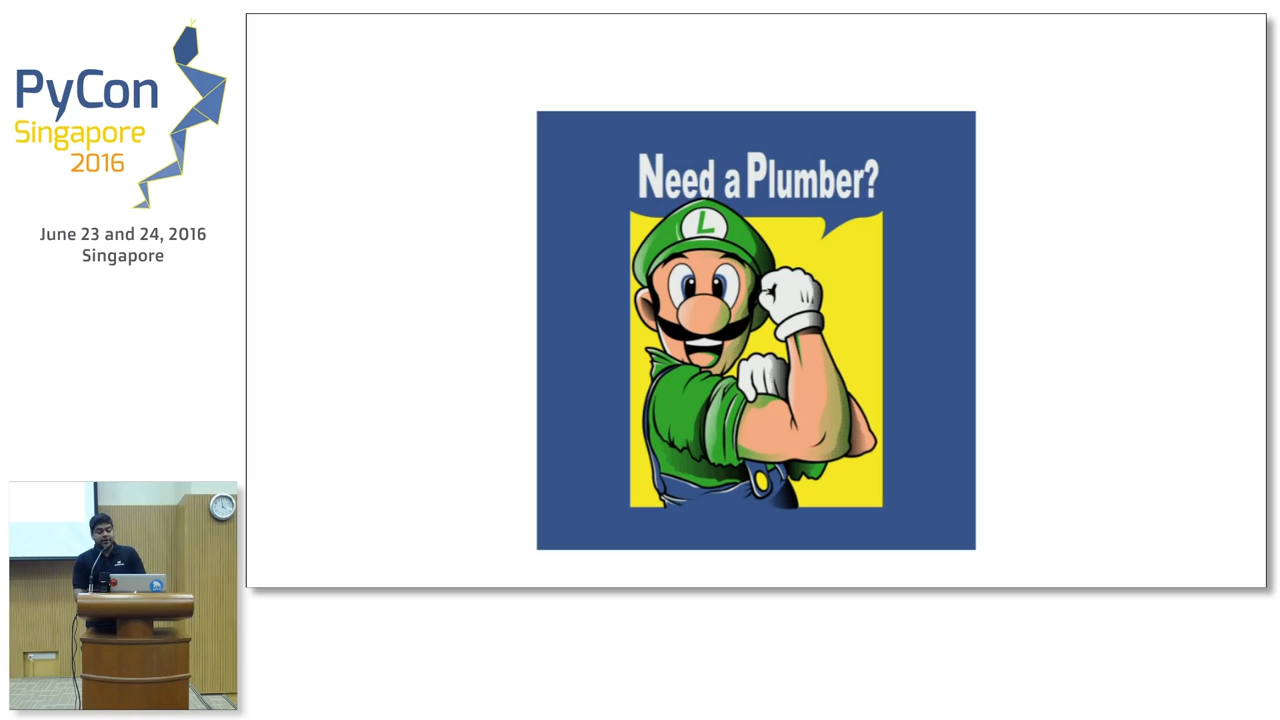 PyCon
Singapore
2016
June 23 and 24, 2016
Singapore
Need a Plumber?
L